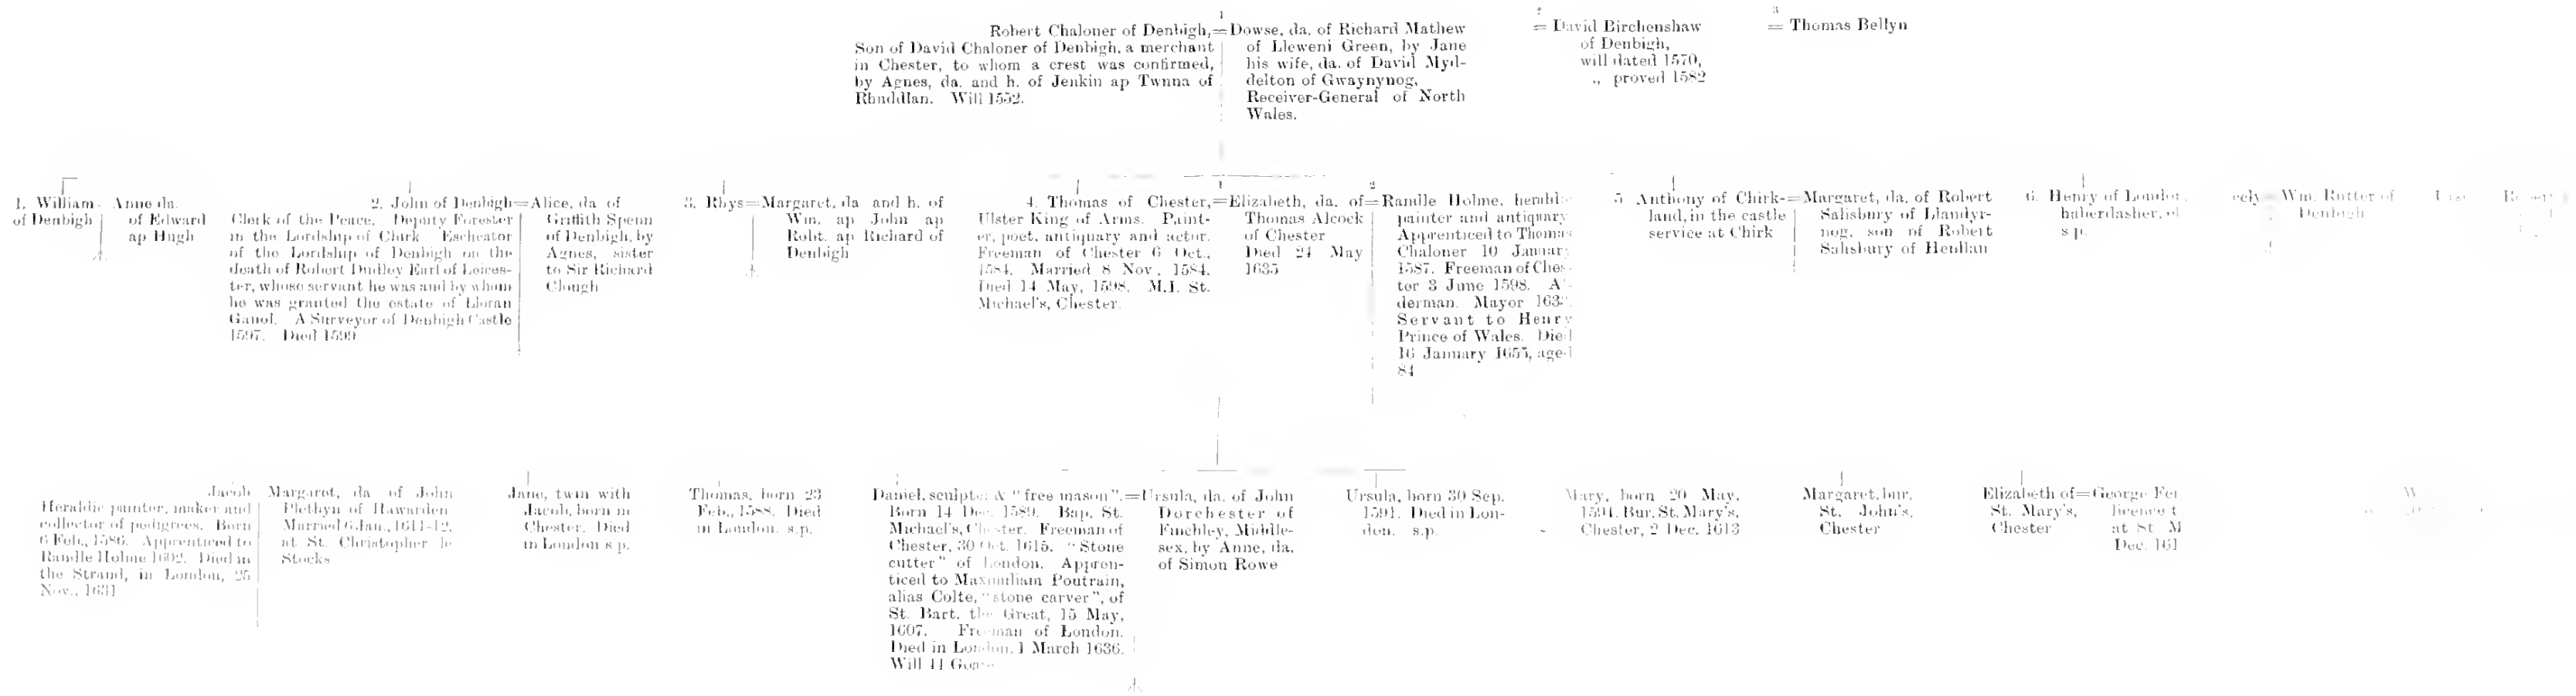 1
Robert Chaloner of Denbigh,=Dowse, da. of Richard Mathew
Son of David Chaloner of Denbigh, a merchant
in Chester, to whom a crest was confirmed,
by Agnes, da. and h. of Jenkin ap Twnna of
Rhuddlan. Will 1552.
of Lleweni Green, by Jane
his wife, da. of David Myd-
delton of Gwaynynog,
Receiver-General of North
Wales.
2
= David Birchenshaw
of Denbigh,
will dated 1570,
„ proved 1582
3
= Thomas Bellyn
1. William- Anne da.
of Denbigh
of Edward
ap Hugh
2. John of Denbigh=Alice, da of
Clerk of the Peace. Deputy Forester
in the Lordship of Chirk Escheator
of the Lordship of Denbigh on the
death of Robert Dudley Earl of Leices-
ter, whose servant he was and by whom
he was granted the estate of Lloran
Ganol. A Surveyor of Denbigh Castle
1597. Died 1599
Griffith Spenn
of Denbigh, by
Agnes, sister
to Sir Richard
Clough
3. Rhys=Margaret, da and h. of
Wm. ap John ap
Robt. ap Richard of
Denbigh
1
4. Thomas of Chester,=Elizabeth, da. of=
Ulster King of Arms. Paint-
er, poet, antiquary and actor.
Freeman of Chester 6 Oct.,
1584. Married 8 Nov., 1584.
Died 14 May, 1598. M.I. St.
Michael's, Chester.
Thomas Alcock
of Chester
Died 24 May
1635
2
Randle Holme, herald
painter and antiquary
Apprenticed to Thomas
Chaloner 10 January
1587. Freeman of Ches-
ter 3 June 1598. Al-
derman. Mayor
Servant to Henry
Prince of Wales. Died
16 January 1655, aged
84
5 Anthony of Chirk-=Margaret, da. of Robert
land, in the castle
service at Chirk
Salisbury of Llandyr-
nog, son of Robert
Salisbury of Henllan
6. Henry of London,
haberdasher,
s p.
Wm. Rutter of
Denbigh
Jacob
Heraldic painter, maker and
collector of pedigrees. Born
6 Feb., 1586. Apprenticed to
Randle Holme 1602. Died in
the Strand, in London, 25
Nov., 1631
Margaret, da of John
Plethyn of Hawarden
Married 6 Jan., 1611-12,
at St. Christopher le
Stocks
Jane, twin with
Jacob, born in
Chester. Died
in London s p.
Thomas, born 23
Feb., 1588. Died
in London. s.p.
Daniel, sculptor & "free mason".=Ursula, da. of John
Born 14 Dec. 1589. Bap. St.
Michael's, Chester. Freeman of
Chester, 30 Oct. 1615. "Stone
cutter" of London. Appren-
ticed to Maximiliam Poutrain,
alias Colte, "stone carver", of
St. Bart. the Great, 15 May,
1607. Freeman of London.
Died in London, 1 March 1636.
Will 44
Dorchester of
Finchley, Middle-
sex, by Anne, da.
of Simon Rowe
Ursula, born 30 Sep.
1591. Died in Lon-
don. s.p.
Mary, born 20 May,
1594. Bur. St. Mary's,
Chester, 2 Dec. 1613
Margaret, bur.
St. John's,
Chester
Elizabeth of=George
St. Mary's,
Chester
licence
at St M
Dec. 161